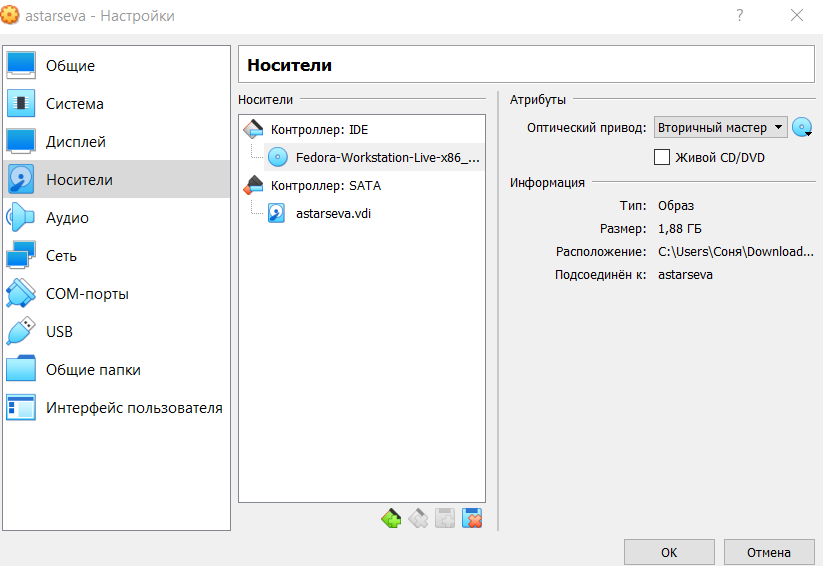 astarseva - Настройки
?
Общие
Система
Дисплей
Носители
Аудио
Сеть
COM-порты
USB
Общие папки
Интерфейс пользователя
Носители
Носители
Контроллер: IDE
Fedora-Workstation-Live-x86_...
Контроллер: SATA
astarseva.vdi
Атрибуты
Оптический привод: Вторичный мастер
Живой CD/DVD
Информация
Тип: Образ
Размер: 1,88 ГБ
Расположение: C:\Users\Соня\Download...
Подсоединён к: astarseva
OK
Отмена